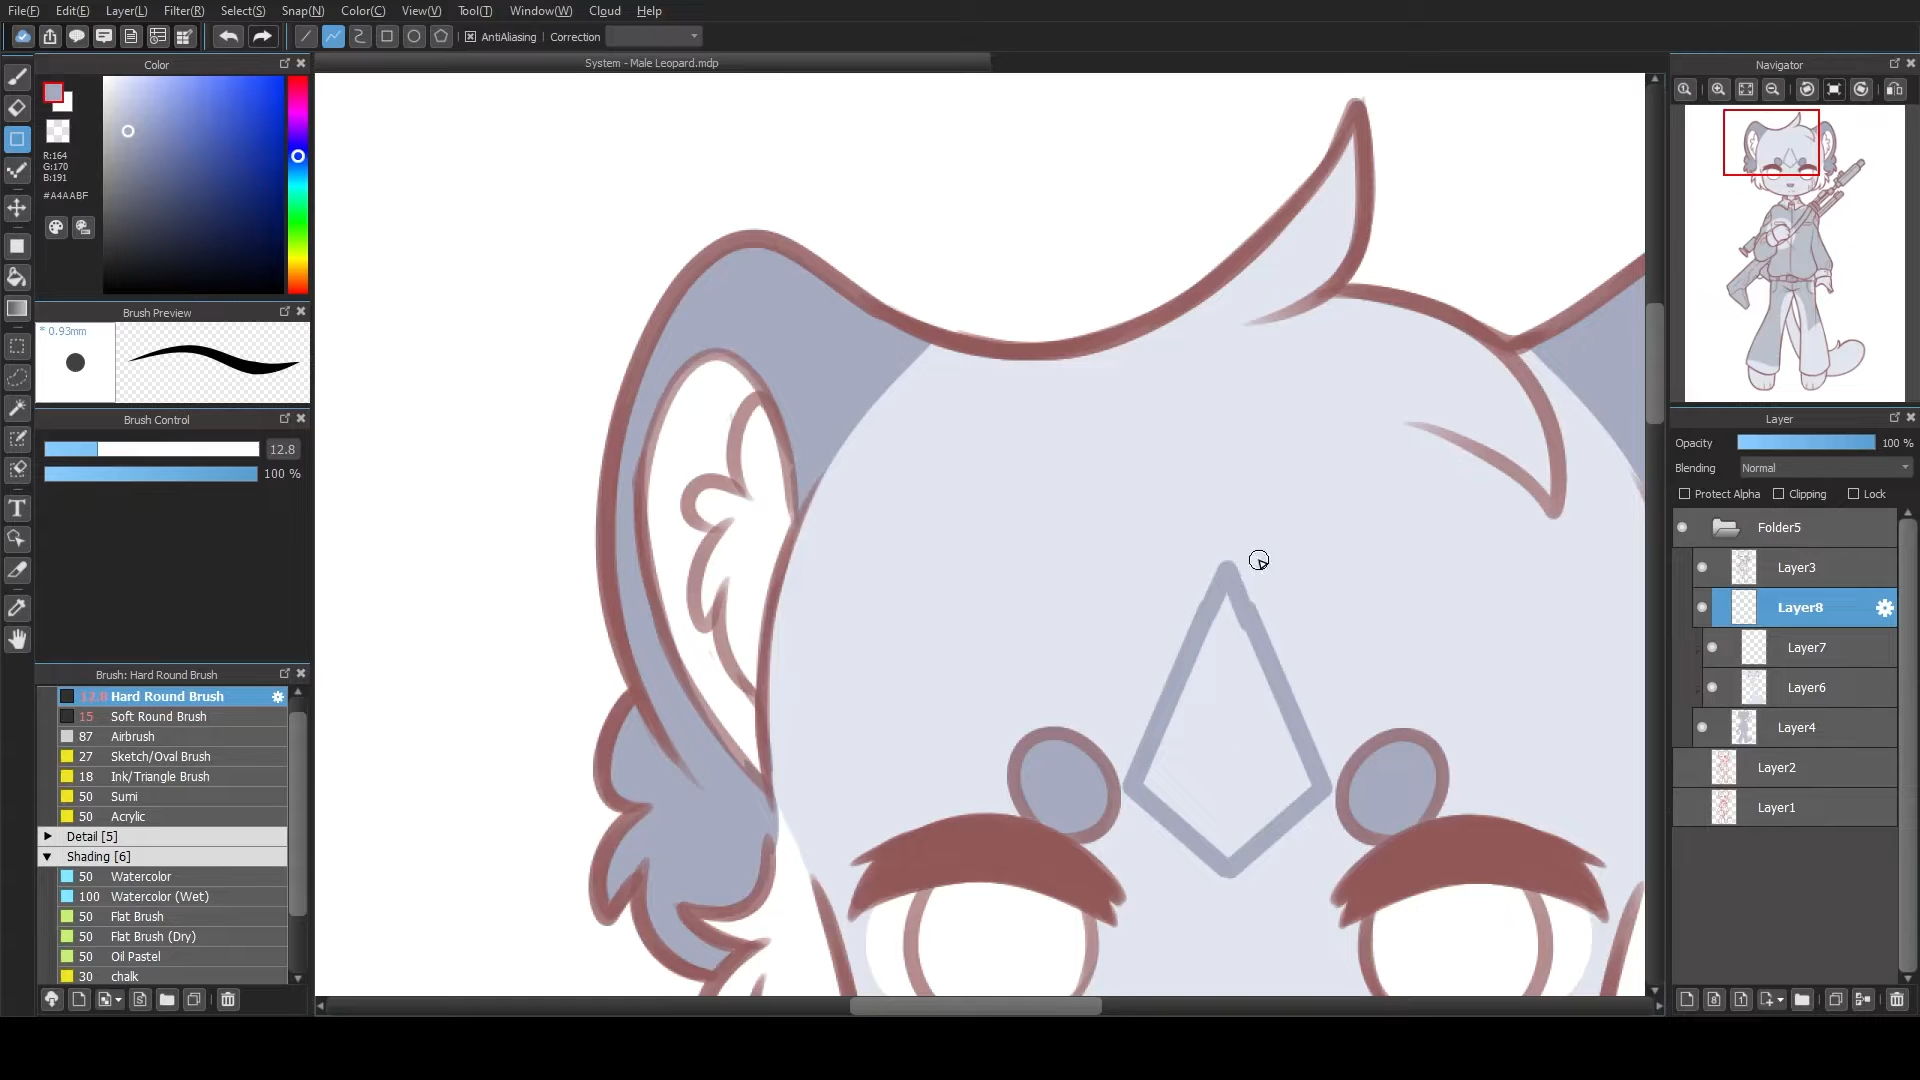 File(F) Edit(E) Layer(L) Filter(R) Select(S) Snap(N) Color(C) View(V) Tool(T) Window(W) Cloud Help
AntiAliasing Correction
Color
System - Male Leopard.mdp
Navigator
R:164
G:170
B:191
#A4AABF
Brush Preview
* 0.93mm
Brush Control
12.8
100 %
Brush: Hard Round Brush
12.8 Hard Round Brush
15 Soft Round Brush
87 Airbrush
27 Sketch/Oval Brush
18 Ink/Triangle Brush
50 Sumi
50 Acrylic
Detail [5]
Shading [6]
50 Watercolor
100 Watercolor (Wet)
50 Flat Brush
50 Flat Brush (Dry)
50 Oil Pastel
30 chalk
Layer
Opacity 100 %
Blending Normal
Protect Alpha Clipping Lock
Folder5
Layer3
Layer8
Layer7
Layer6
Layer4
Layer2
Layer1